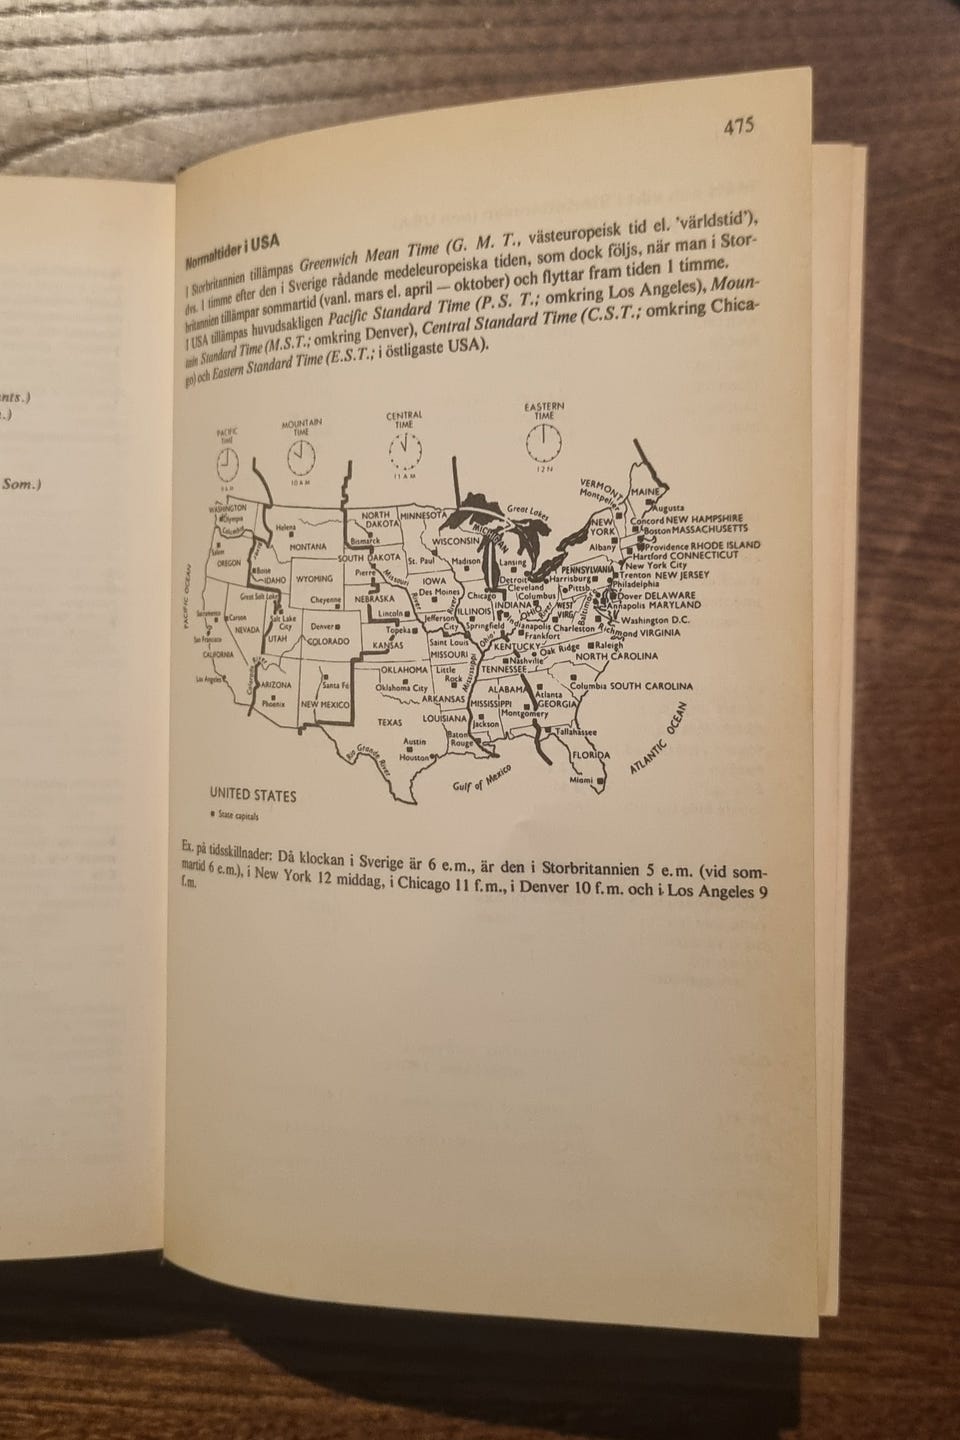 475
Normaltider i USA
I Storbritannien tillämpas Greenwich Mean Time (G. M. T., västeuropeisk tid el. 'världstid'),
dvs. 1 timme efter den i Sverige rådande medeleuropeiska tiden, som dock följs, när man i Stor-
britannien tillämpar sommartid (vanl. mars el. april — oktober) och flyttar fram tiden 1 timme.
I USA tillämpas huvudsakligen Pacific Standard Time (P. S. T.; omkring Los Angeles), Moun-
tain Standard Time (M.S.T.; omkring Denver), Central Standard Time (C.S.T.; omkring Chica-
go) och Eastern Standard Time (E.S.T.; i östligaste USA).
nts.)
.)
Som.)
PACIFIC
TIME
MOUNTAIN
TIME
10 AM
CENTRAL
TIME
11 AM
EASTERN
TIME
12 N
WASHINGTON
Olympia
Columbia
Salem
OREGON
Boise
IDAHO
Helena
MONTANA
WYOMING
Cheyenne
Great Salt Lake
Salt Lake
City
UTAH
Sacramento
Carson
NEVADA
San Francisco
CALIFORNIA
Los Angeles
Colorado
Denver
COLORADO
ARIZONA
Phoenix
Santa Fé
NEW MEXICO
NORTH
DAKOTA
Bismarck
SOUTH DAKOTA
Pierre
Missouri
River
NEBRASKA
Lincoln
Topeka
KANSAS
OKLAHOMA
Oklahoma City
TEXAS
Austin
Houston
Rio Grande River
MINNESOTA
St. Paul
WISCONSIN
Madison
IOWA
Des Moines
River
Jefferson
City
Saint Louis
MISSOURI
Little
Rock
ARKANSAS
LOUISIANA
Baton
Rouge
Mississippi
MISSISSIPPI
Jackson
Great Lakes
MICHIGAN
Lansing
Detroit
Chicago
ILLINOIS
Springfield
INDIANA
Indianapolis
OHIO
Cleveland
Columbus
Ohio
KENTUCKY
Frankfort
Nashville
TENNESSEE
Oak Ridge
ALABAMA
Montgomery
Atlanta
GEORGIA
Tallahassee
FLORIDA
Miami
Columbia SOUTH CAROLINA
NORTH CAROLINA
Raleigh
Richmond VIRGINIA
WEST
VIRG.
Charleston
Washington D.C.
Baltimore
Annapolis MARYLAND
Dover DELAWARE
Philadelphia
Trenton NEW JERSEY
New York City
Harrisburg
Pittsb.
PENNSYLVANIA
Hartford CONNECTICUT
Providence RHODE ISLAND
Boston MASSACHUSETTS
Concord NEW HAMPSHIRE
Augusta
MAINE
VERMONT
Montpelier
NEW
YORK
Albany
PACIFIC OCEAN
ATLANTIC OCEAN
Gulf of Mexico
UNITED STATES
State capitals
Ex. på tidsskillnader: Då klockan i Sverige är 6 e.m., är den i Storbritannien 5 e.m. (vid som-
martid 6 e.m.), i New York 12 middag, i Chicago 11 f.m., i Denver 10 f.m. och i Los Angeles 9
f.m.